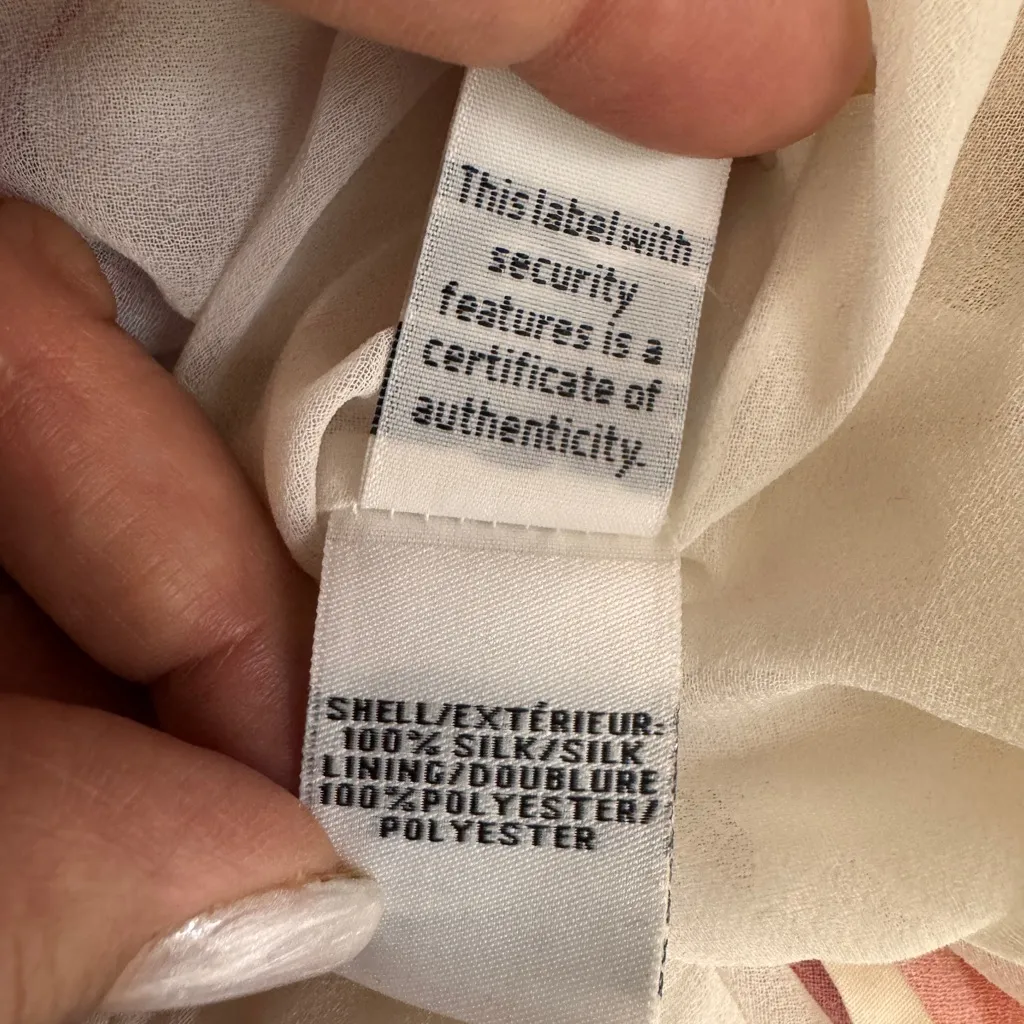 This label with
security
features is a
certificate of
authenticity.
SHELL/EXTÉRIEUR:
100% SILK/SILK
LINING/DOUBLURE
100%POLYESTER/
POLYESTER